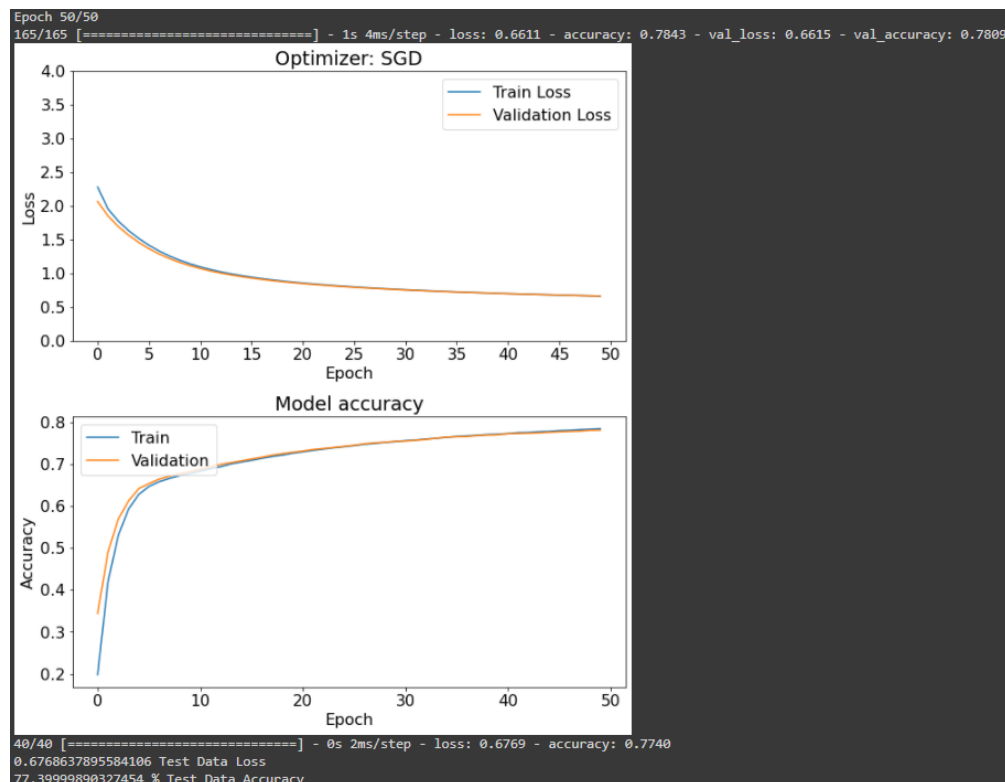 Epoch 50/50
165/165 [==============================] - 1s 4ms/step - loss: 0.6611 - accuracy: 0.7843 - val_loss: 0.6615 - val_accuracy: 0.7809
Optimizer: SGD
4.0
3.5
3.0
2.5
2.0
1.5
1.0
0.5
0.0
Loss
Train Loss
Validation Loss
0 5 10 15 20 25 30 35 40 45 50
Epoch
Model accuracy
0.8
0.7
0.6
0.5
0.4
0.3
0.2
Accuracy
Train
Validation
0 10 20 30 40 50
Epoch
40/40 [==============================] - 0s 2ms/step - loss: 0.6769 - accuracy: 0.7740
0.6768637895584106 Test Data Loss
77.39999890327454 % Test Data Accuracy